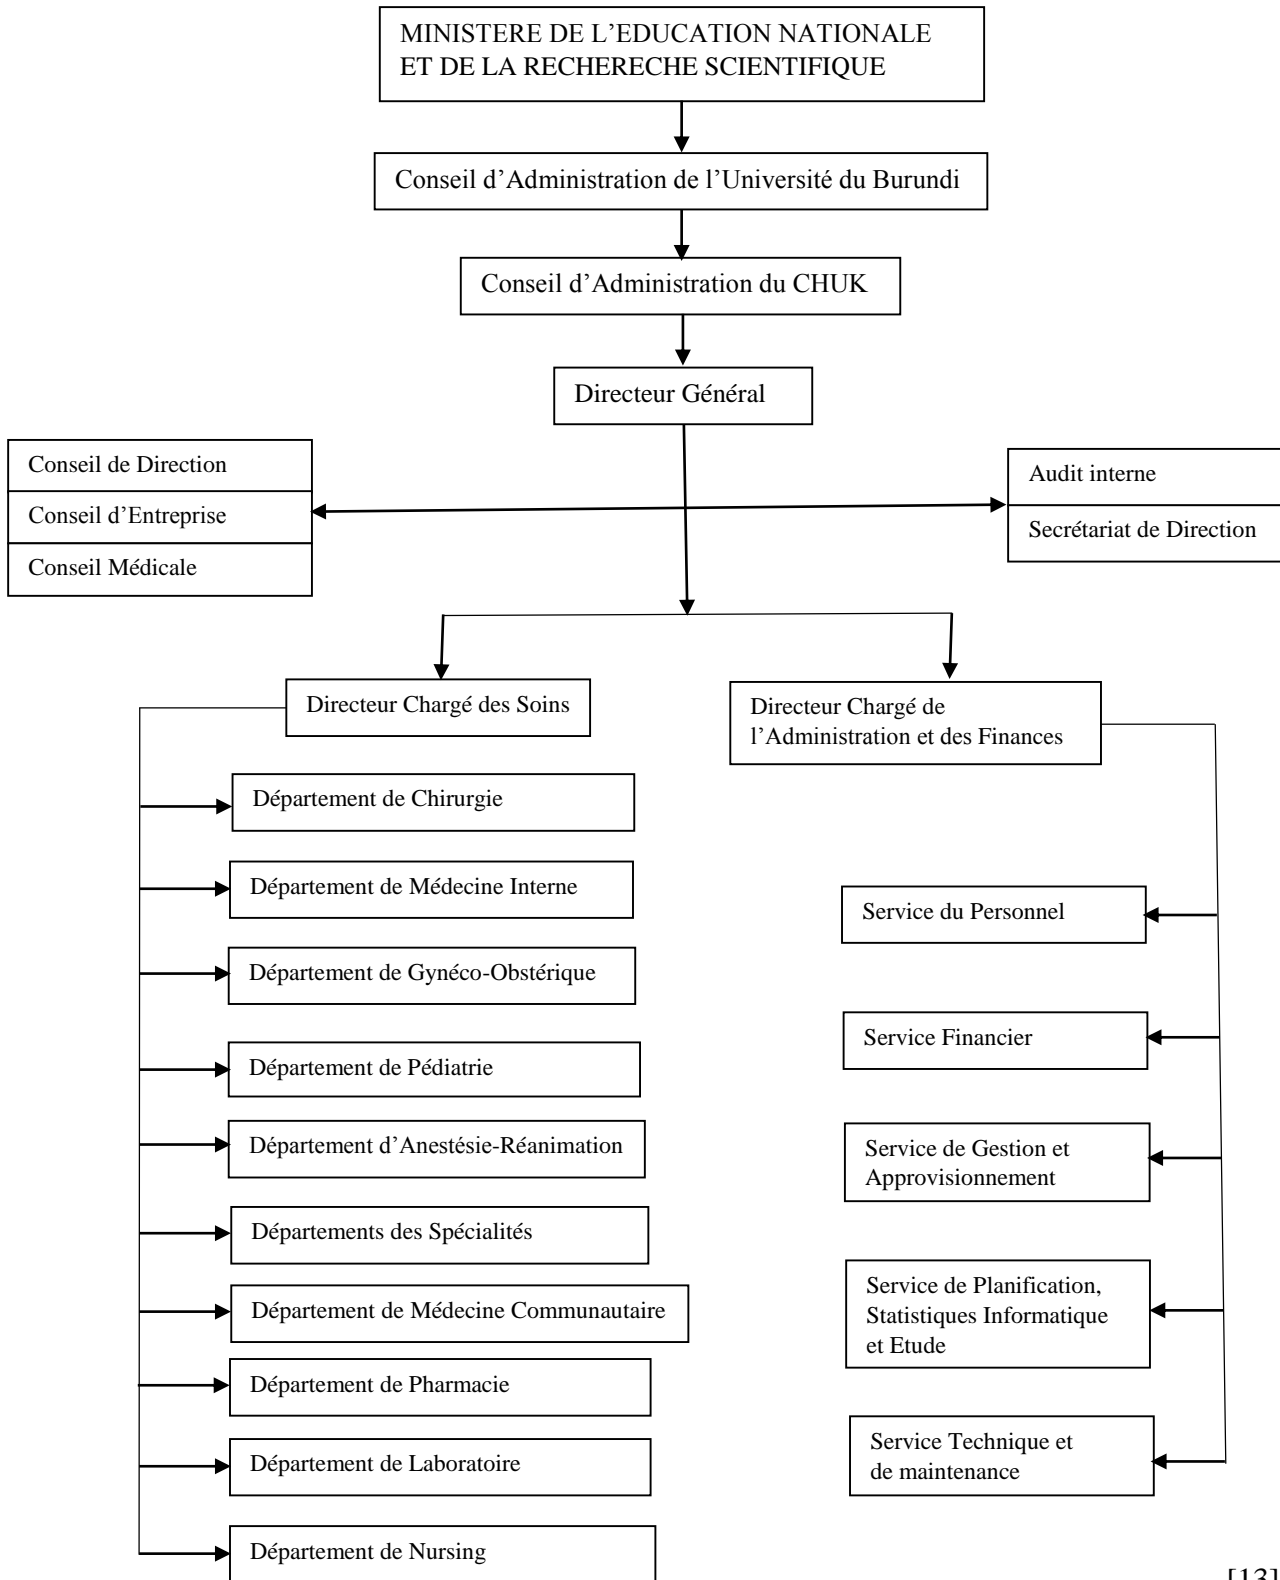 MINISTERE DE L’EDUCATION NATIONALE
ET DE LA RECHERECHE SCIENTIFIQUE
Conseil d’Administration de l’Université du Burundi
Conseil d’Administration du CHUK
Directeur Général
Conseil de Direction
Conseil d’Entreprise
Conseil Médicale
Audit interne
Secrétariat de Direction
Directeur Chargé des Soins
Directeur Chargé de
l’Administration et des Finances
Département de Chirurgie
Département de Médecine Interne
Département de Gynéco-Obstérique
Département de Pédiatrie
Département d’Anestésie-Réanimation
Départements des Spécialités
Département de Médecine Communautaire
Département de Pharmacie
Département de Laboratoire
Département de Nursing
Service du Personnel
Service Financier
Service de Gestion et
Approvisionnement
Service de Planification,
Statistiques Informatique
et Etude
Service Technique et
de maintenance
[13]